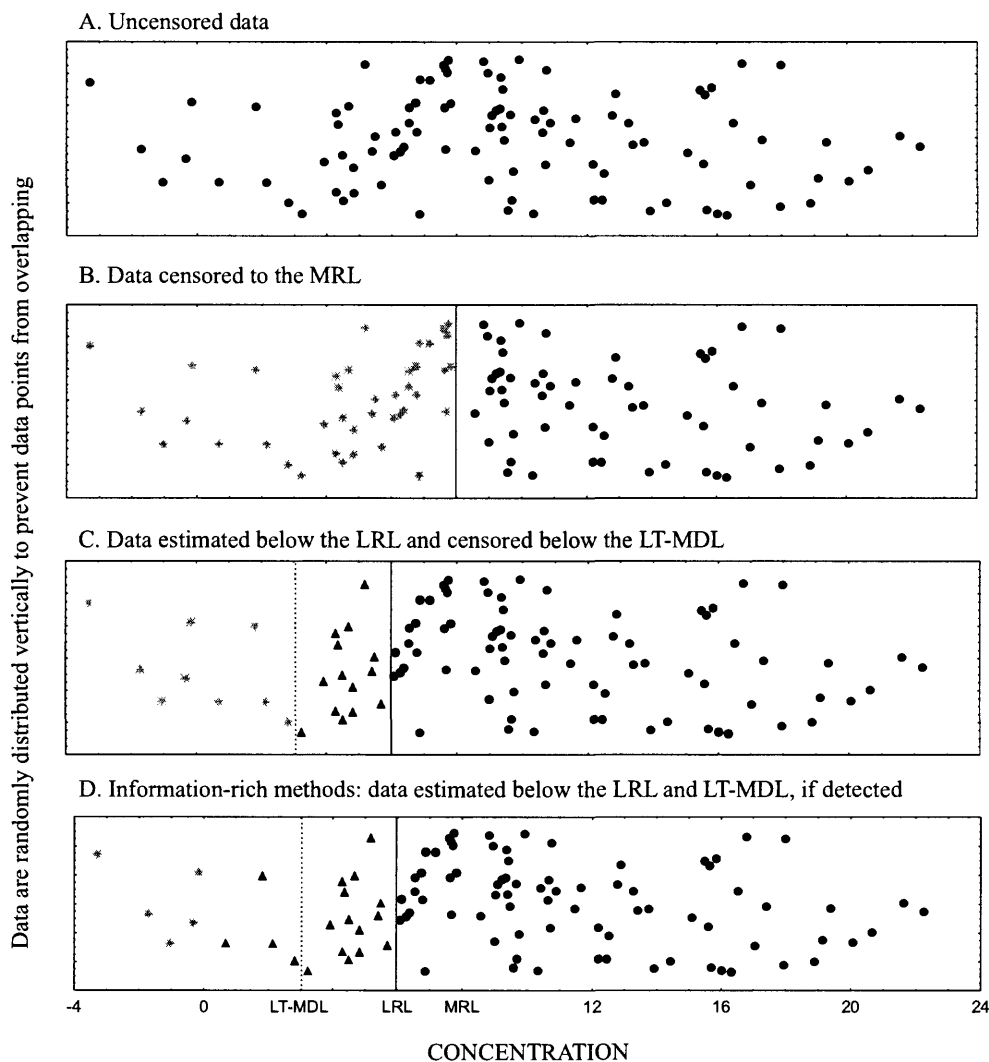 A. Uncensored data
B. Data censored to the MRL
C. Data estimated below the LRL and censored below the LT-MDL
D. Information-rich methods: data estimated below the LRL and LT-MDL, if detected
Data are randomly distributed vertically to prevent data points from overlapping
-4 0 LT-MDL LRL MRL 12 16 20 24
CONCENTRATION